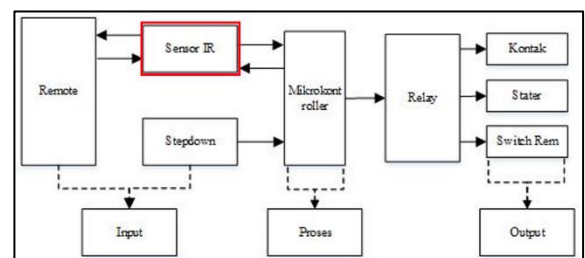 Remote
Sensor IR
Stepdown
Mikrokont
roller
Relay
Kontak
Stater
Switch Rem
Input
Proses
Output